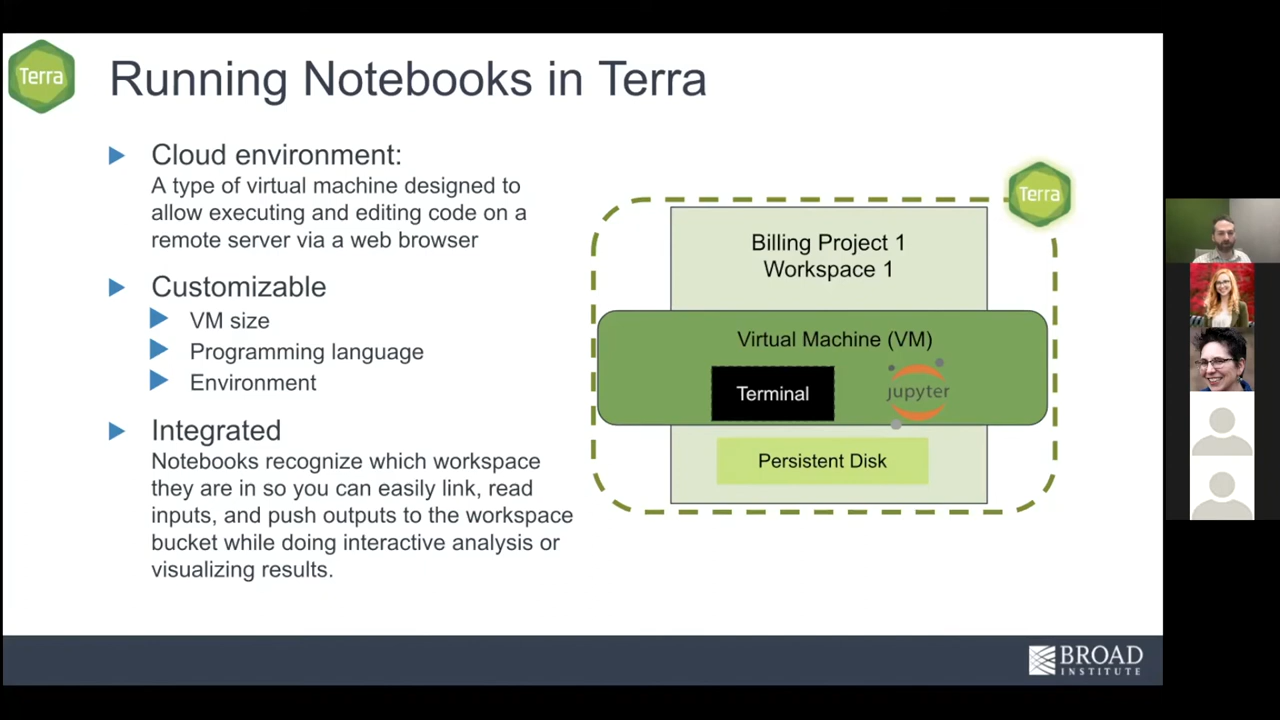 Terra
Running Notebooks in Terra
Cloud environment:
A type of virtual machine designed to
allow executing and editing code on a
remote server via a web browser
Customizable
VM size
Programming language
Environment
Integrated
Notebooks recognize which workspace
they are in so you can easily link, read
inputs, and push outputs to the workspace
bucket while doing interactive analysis or
visualizing results.
Terra
Billing Project 1
Workspace 1
Virtual Machine (VM)
Terminal
jupyter
Persistent Disk
BROAD
INSTITUTE